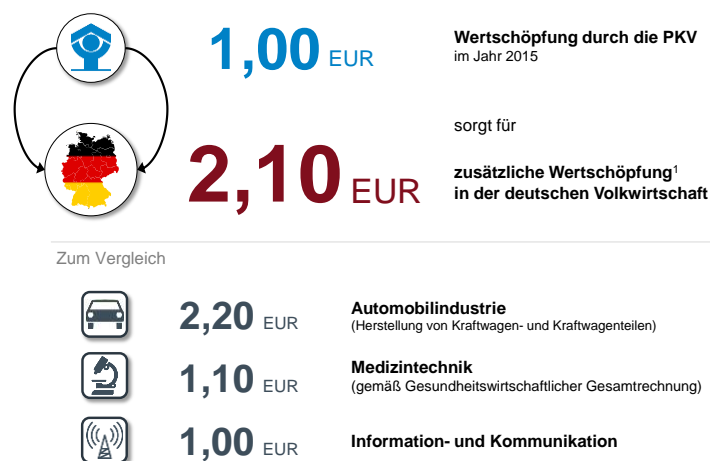 1,00 EUR
Wertschöpfung durch die PKV
im Jahr 2015
sorgt für
2,10 EUR
zusätzliche Wertschöpfung¹
in der deutschen Volkwirtschaft
Zum Vergleich
2,20 EUR
Automobilindustrie
(Herstellung von Kraftwagen- und Kraftwagenteilen)
1,10 EUR
Medizintechnik
(gemäß Gesundheitswirtschaftlicher Gesamtrechnung)
1,00 EUR
Information- und Kommunikation